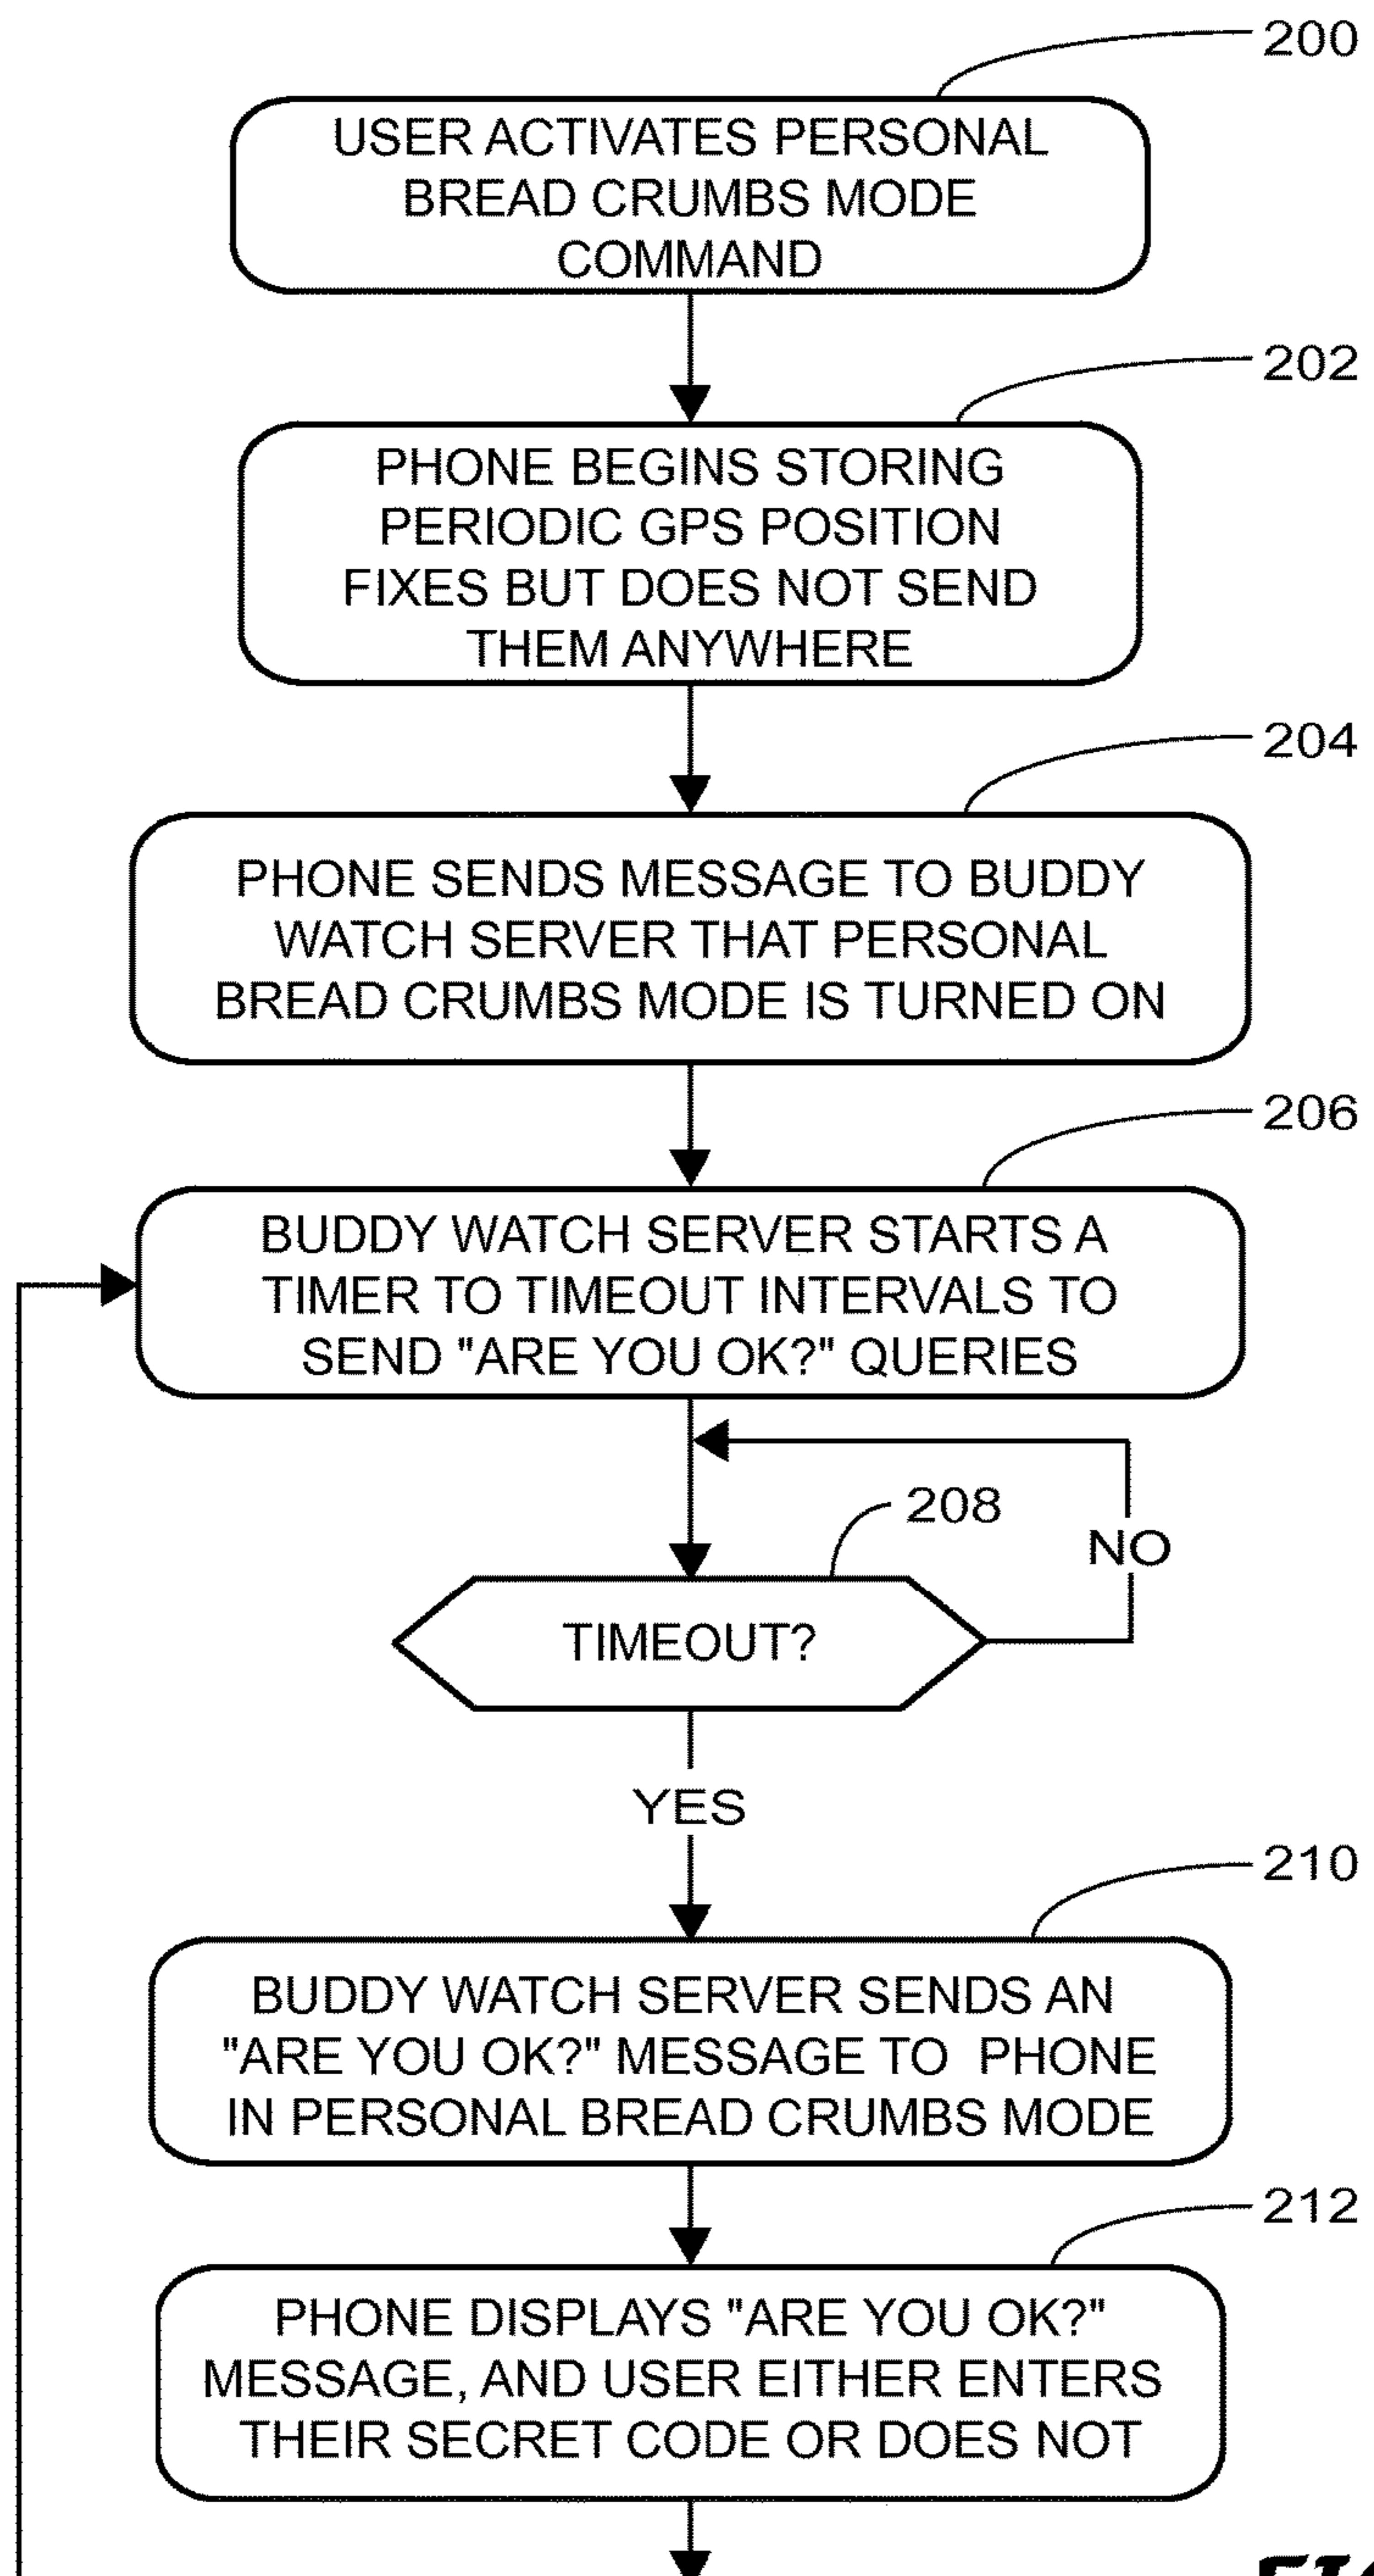 200
USER ACTIVATES PERSONAL
BREAD CRUMBS MODE
COMMAND
202
PHONE BEGINS STORING
PERIODIC GPS POSITION
FIXES BUT DOES NOT SEND
THEM ANYWHERE
204
PHONE SENDS MESSAGE TO BUDDY
WATCH SERVER THAT PERSONAL
BREAD CRUMBS MODE IS TURNED ON
206
BUDDY WATCH SERVER STARTS A
TIMER TO TIMEOUT INTERVALS TO
SEND "ARE YOU OK?" QUERIES
208
NO
TIMEOUT?
YES
210
BUDDY WATCH SERVER SENDS AN
"ARE YOU OK?" MESSAGE TO PHONE
IN PERSONAL BREAD CRUMBS MODE
212
PHONE DISPLAYS "ARE YOU OK?"
MESSAGE, AND USER EITHER ENTERS
THEIR SECRET CODE OR DOES NOT